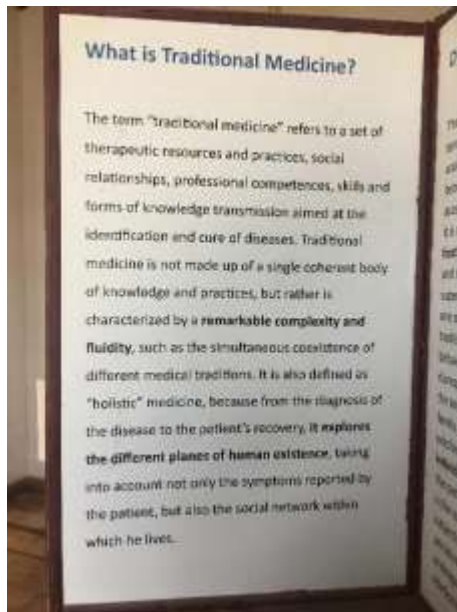 What is Traditional Medicine?
The term "traditional medicine" refers to a set of
therapeutic resources and practices, social
relationships, professional competences, skills and
forms of knowledge transmission aimed at the
identification and cure of diseases. Traditional
medicine is not made up of a single coherent body
of knowledge and practices, but rather is
characterized by a remarkable complexity and
fluidity, such as the simultaneous coexistence of
different medical traditions. It is also defined as
"holistic" medicine, because from the diagnosis of
the disease to the patient's recovery, it explores
the different planes of human existence, taking
into account not only the symptoms reported by
the patient, but also the social network within
which he lives.